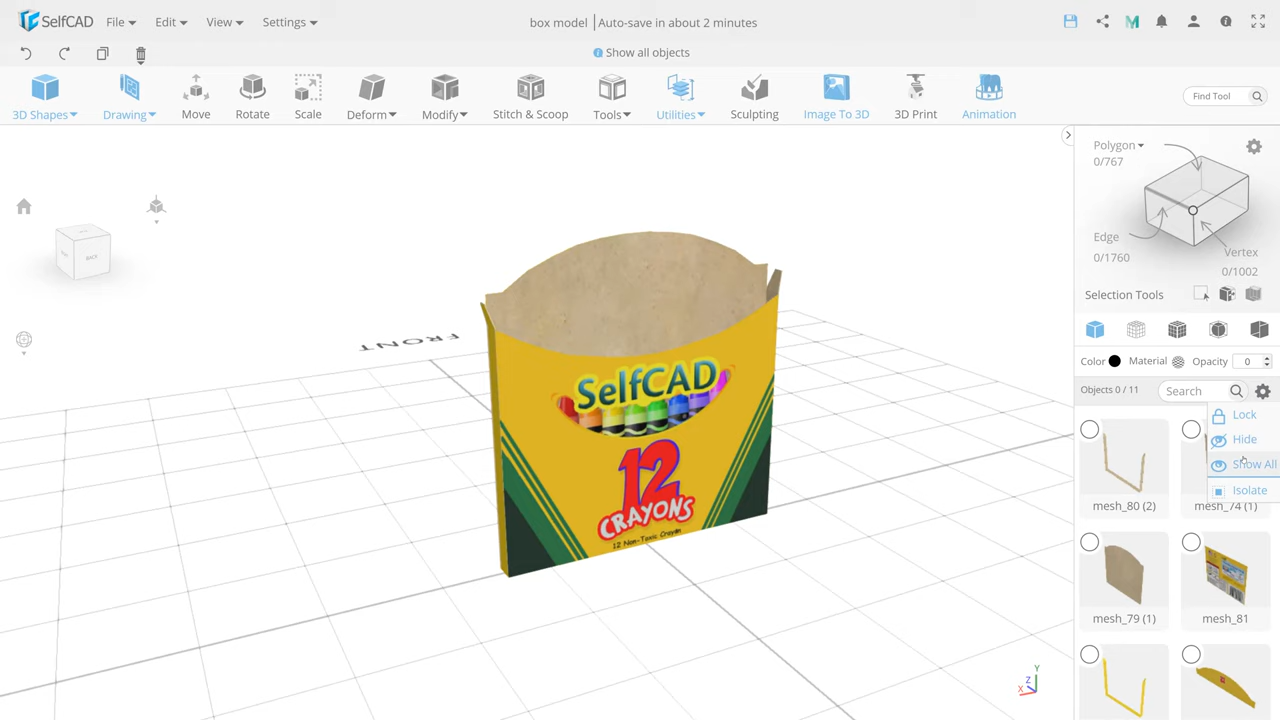 SelfCAD File Edit View Settings box model Auto-save in about 2 minutes
Show all objects
3D Shapes Drawing Move Rotate Scale Deform Modify Stitch & Scoop Tools Utilities Sculpting Image To 3D 3D Print Animation Find Tool
Polygon
0/767
Edge
0/1760
Vertex
0/1002
Selection Tools
Color Material Opacity 0
Objects 0 / 11 Search
Lock
Hide
Show All
Isolate
mesh_80 (2) mesh_74 (1)
mesh_79 (1) mesh_81
BACK
FRONT
SelfCAD
12
CRAYONS
12 Non-Toxic Crayon
Y
Z
X